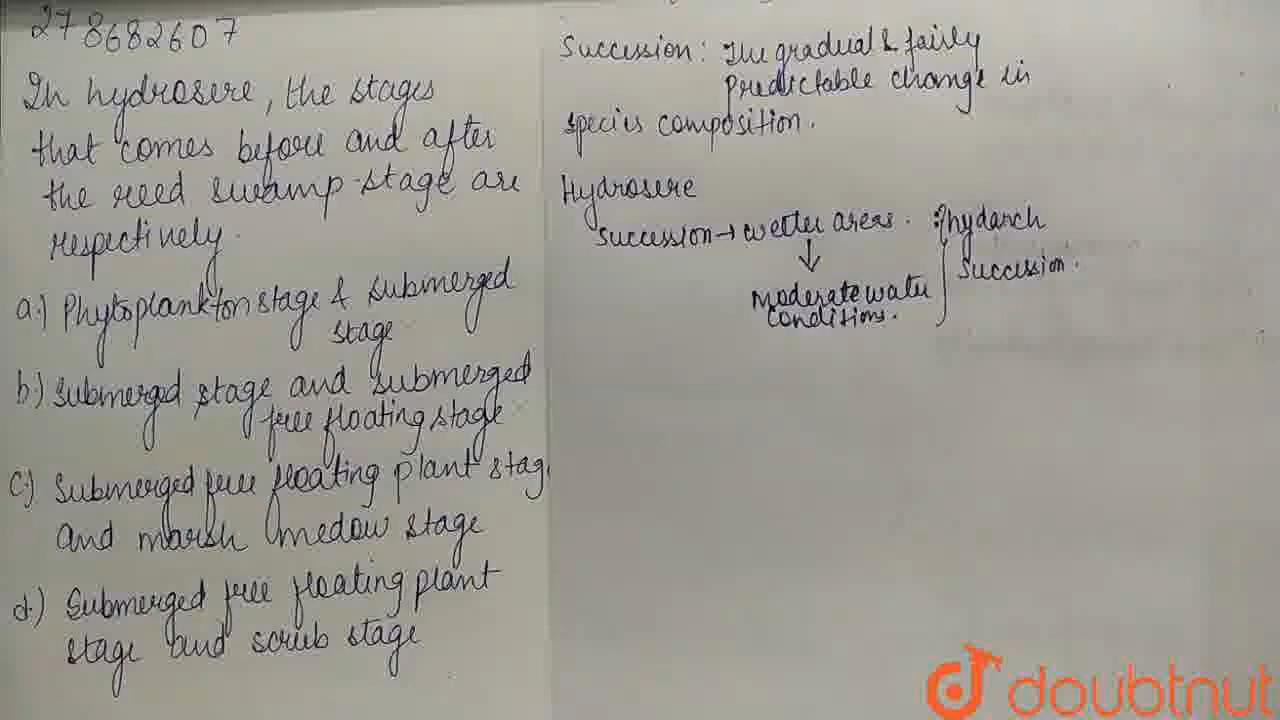 278682607
In hydrosere, the stages
that comes before and after
the reed swamp-stage are
respectively.
a.) Phytoplankton stage & submerged
stage
b.) Submerged stage and submerged
free floating stage
c.) Submerged free floating plant stag
and marsh medow stage
d.) Submerged free floating plant
stage and scrub stage
Succession: The gradual & fairly
Predictable change in
species composition.
Hydrosere
Succession → wetter areas.
↓
Moderate water
conditions.
hydarch
Succession.
doubtnut